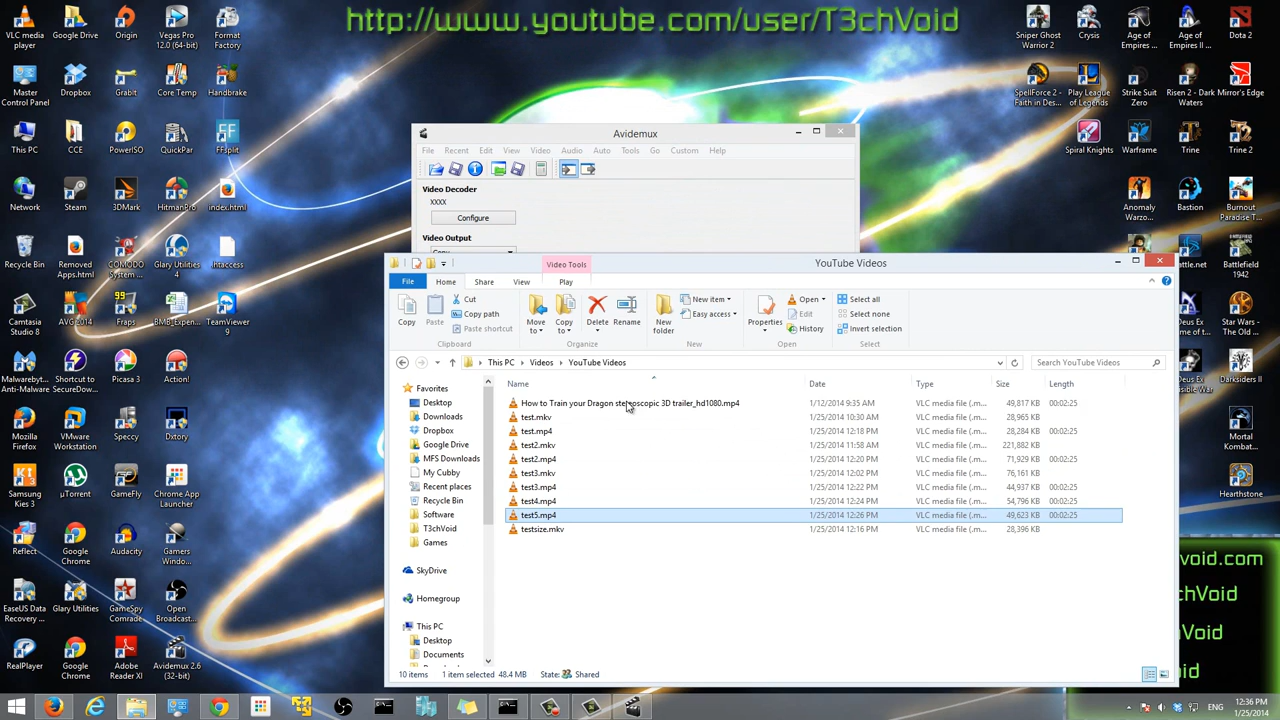 http://www.youtube.com/user/T3chVoid
VLC media player
Google Drive
Origin
Vegas Pro 12.0 (64-bit)
Format Factory
Master Control Panel
Dropbox
Grabit
Core Temp
Handbrake
This PC
CCE
PowerISO
QuickPar
FFsplit
Network
Steam
3DMark
HitmanPro
index.html
Recycle Bin
Removed Apps.html
COMODO System ...
Glary Utilities 4
.htaccess
Camtasia Studio 8
AVG 2014
99
Fraps
BMB_Expen...
TeamViewer 9
Malwarebyt... Anti-Malware
Shortcut to SecureDow...
Picasa 3
Action!
Mozilla Firefox
VMware Workstation
Speccy
Dxtory
Samsung Kies 3
µTorrent
GameFly
Chrome App Launcher
Reflect
Google Chrome
Audacity
Gamers Windo...
EaseUS Data Recovery ...
Glary Utilities
GameSpy Comrade
Open Broadcast...
RealPlayer
Google Chrome
Adobe Reader XI
Avidemux 2.6 (32-bit)
Sniper Ghost Warrior 2
Crysis
Age of Empires ...
Age of Empires II ...
Dota 2
SpellForce 2 - Faith in Des...
Play League of Legends
Strike Suit Zero
Risen 2 - Dark Waters
Mirror's Edge
Spiral Knights
Warframe
Trine
Trine 2
Anomaly Warzo...
Bastion
Burnout Paradise T...
Battle.net
Battlefield 1942
Deus Ex
Star Wars - The Old ...
Darksiders II
Mortal Kombat ...
Hearthstone
Avidemux
File Recent Edit View Video Audio Auto Tools Go Custom Help
Video Decoder
XXXX
Configure
Video Output
Video Tools
YouTube Videos
File Home Share View Play
Copy
Paste
Cut
Copy path
Paste shortcut
Clipboard
Move to
Copy to
Delete
Rename
Organize
New folder
New item
Easy access
New
Properties
Open
Edit
History
Open
Select all
Select none
Invert selection
Select
This PC Videos YouTube Videos
Search YouTube Videos
Favorites
Desktop
Downloads
Dropbox
Google Drive
MFS Downloads
My Cubby
Recent places
Recycle Bin
Software
T3chVoid
Games
SkyDrive
Homegroup
This PC
Desktop
Documents
Name Date Type Size Length
How to Train your Dragon stereoscopic 3D trailer_hd1080.mp4 1/12/2014 9:35 AM VLC media file (.m... 49,817 KB 00:02:25
test.mkv 1/25/2014 10:30 AM VLC media file (.m... 28,965 KB
test.mp4 1/25/2014 12:18 PM VLC media file (.m... 28,284 KB 00:02:25
test2.mkv 1/25/2014 11:58 AM VLC media file (.m... 221,882 KB
test2.mp4 1/25/2014 12:20 PM VLC media file (.m... 71,929 KB 00:02:25
test3.mkv 1/25/2014 12:02 PM VLC media file (.m... 76,161 KB
test3.mp4 1/25/2014 12:22 PM VLC media file (.m... 44,937 KB 00:02:25
test4.mp4 1/25/2014 12:24 PM VLC media file (.m... 54,796 KB 00:02:25
test5.mp4 1/25/2014 12:26 PM VLC media file (.m... 49,623 KB 00:02:25
testsize.mkv 1/25/2014 12:16 PM VLC media file (.m... 28,396 KB
10 items 1 item selected 48.4 MB State: Shared
chVoid.com
chVoid
Void
ENG
12:36 PM
1/25/2014